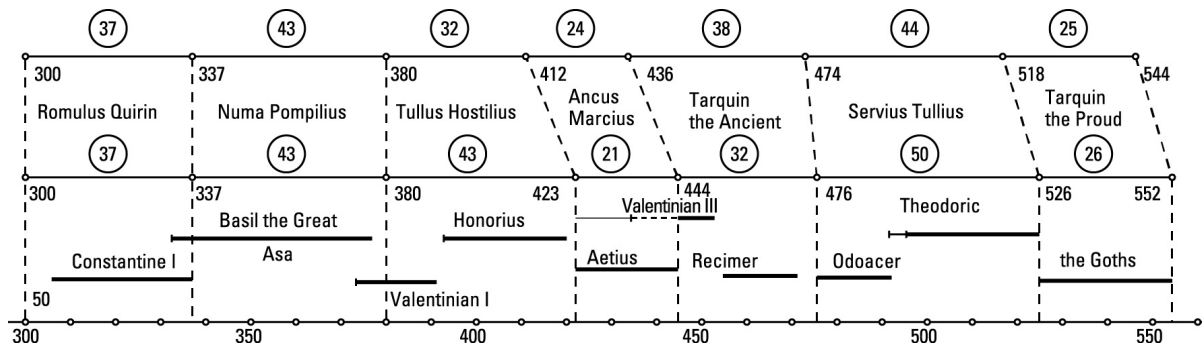 37 43 32 24 38 44 25
300 337 380 412 436 474 518 544
Romulus Quirin Numa Pompilius Tullus Hostilius Ancus Marcius Tarquin the Ancient Servius Tullius Tarquin the Proud
37 43 43 21 32 50 26
300 337 380 423 444 476 526 552
Basil the Great Honorius Valentinian III Theodoric
Asa
Constantine I Aetius Recimer Odoacer the Goths
50 Valentinian I
300 350 400 450 500 550